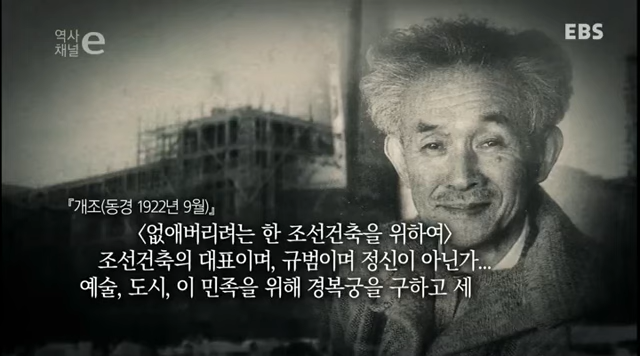 역사
채널 e
EBS
『개조(동경 1922년 9월)』
<없애버리려는 한 조선건축을 위하여>
조선건축의 대표이며, 규범이며 정신이 아닌가...
예술, 도시, 이 민족을 위해 경복궁을 구하고 세